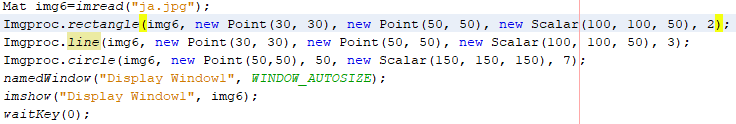 Mat img6=imread("ja.jpg");
Imgproc.rectangle(img6, new Point(30, 30), new Point(50, 50), new Scalar(100, 100, 50), 2);
Imgproc.line(img6, new Point(30, 30), new Point(50, 50), new Scalar(100, 100, 50), 3);
Imgproc.circle(img6, new Point(50,50), 50, new Scalar(150, 150, 150), 7);
namedWindow("Display Window1", WINDOW_AUTOSIZE);
imshow("Display Window1", img6);
waitKey(0);